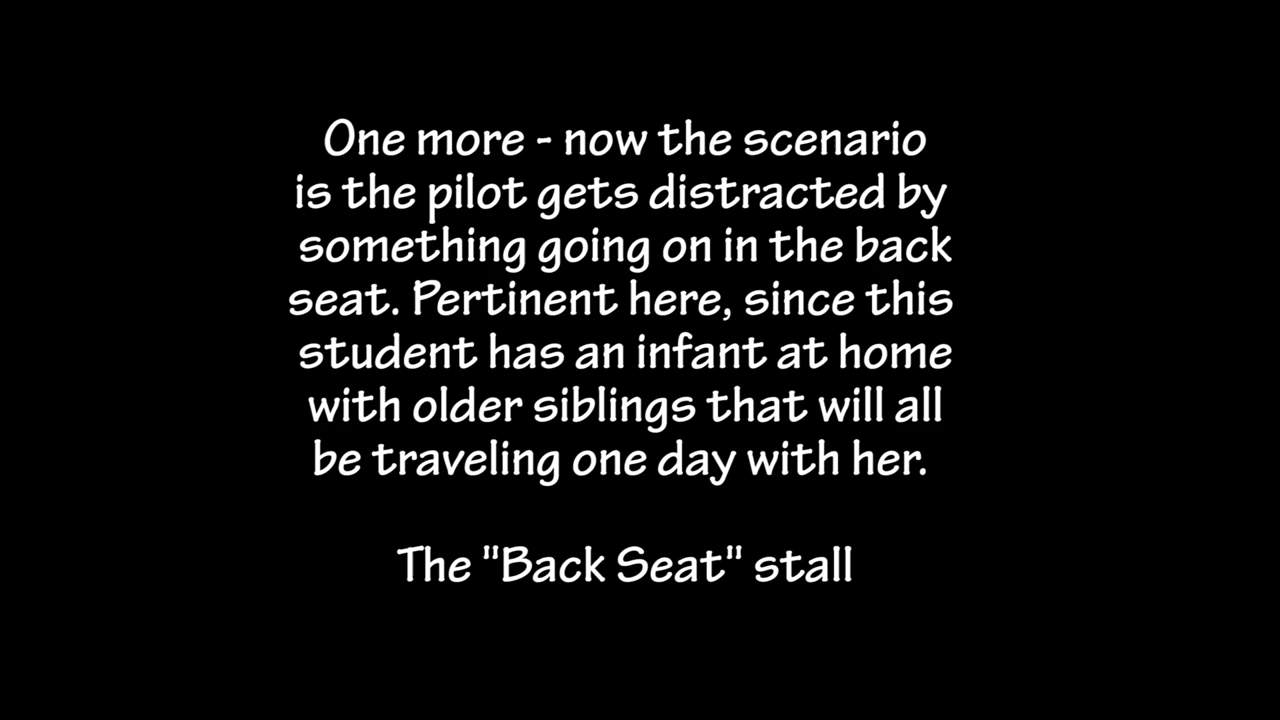 One more - now the scenario
is the pilot gets distracted by
something going on in the back
seat. Pertinent here, since this
student has an infant at home
with older siblings that will all
be traveling one day with her.
The "Back Seat" stall